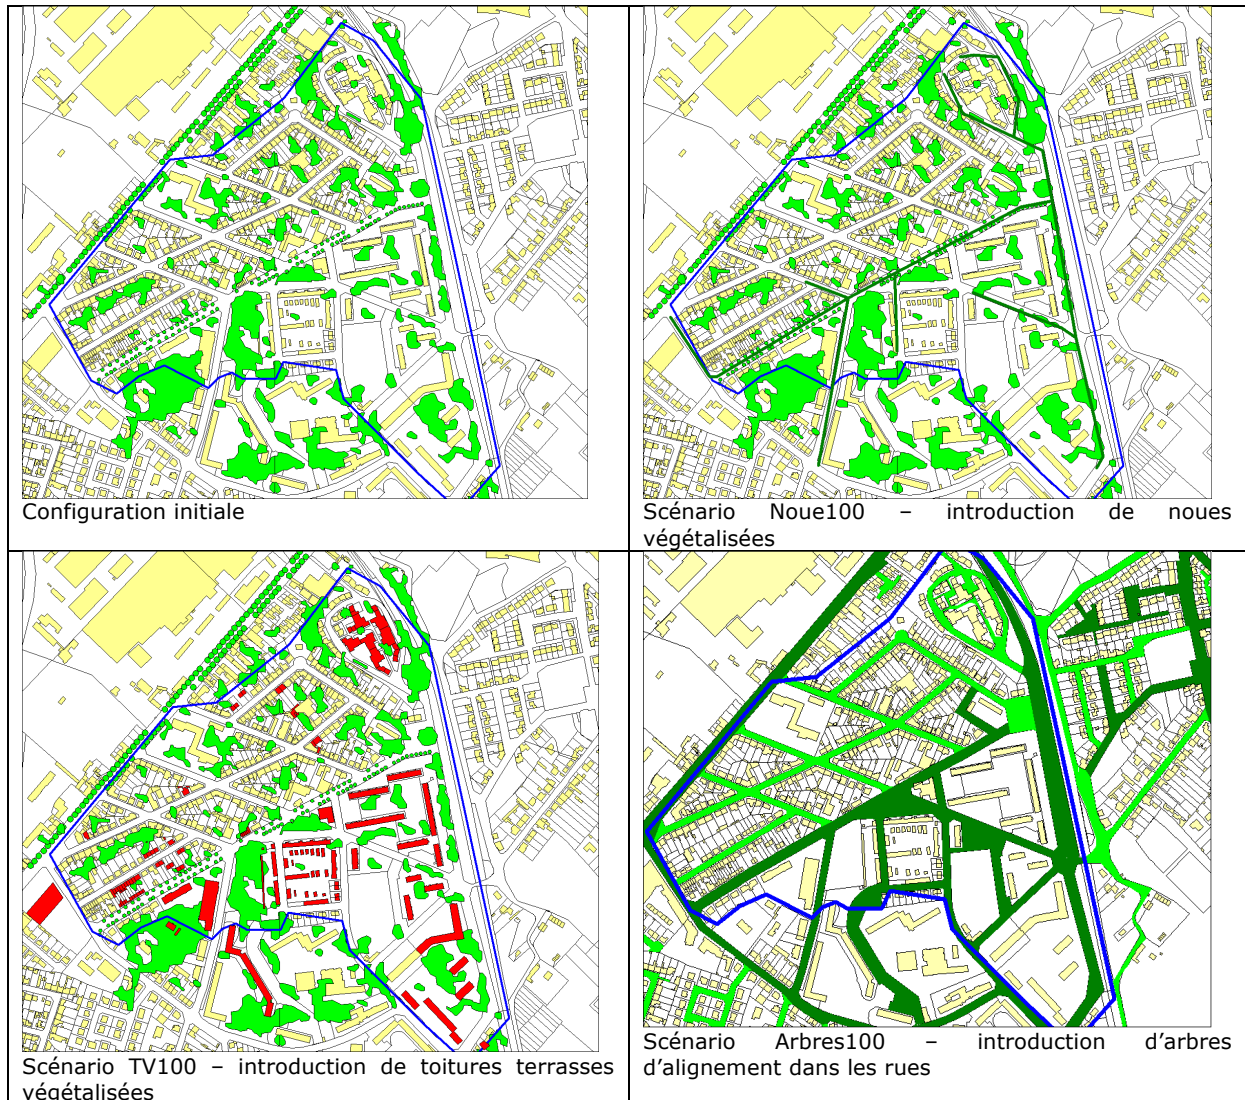 Configuration initiale
Scénario Noue100 – introduction de noues
végétalisées
Scénario TV100 – introduction de toitures terrasses
végétalisées
Scénario Arbres100 – introduction d'arbres
d'alignement dans les rues